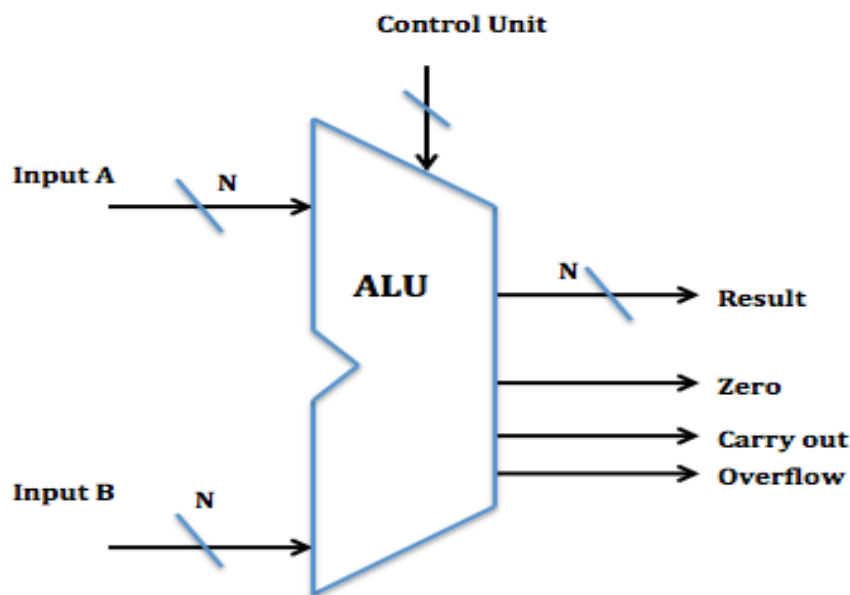 Control Unit
Input A
N
ALU
N
Result
Zero
Carry out
Overflow
Input B
N